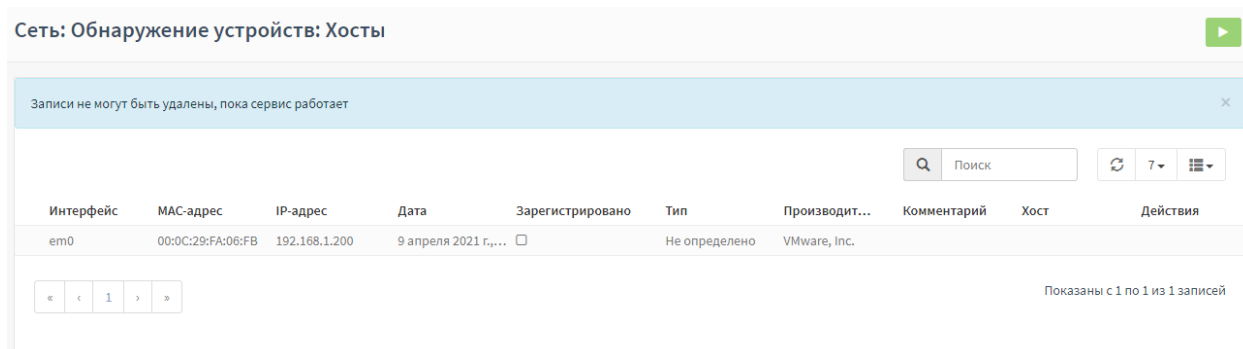 Сеть: Обнаружение устройств: Хосты
Записи не могут быть удалены, пока сервис работает
×
Поиск
7
Интерфейс МАС-адрес IP-адрес Дата Зарегистрировано Тип Производит... Комментарий Хост Действия
em0 00:0C:29:FA:06:FB 192.168.1.200 9 апреля 2021 г.,... Не определено VMware, Inc.
« ‹ 1 › »
Показаны с 1 по 1 из 1 записей